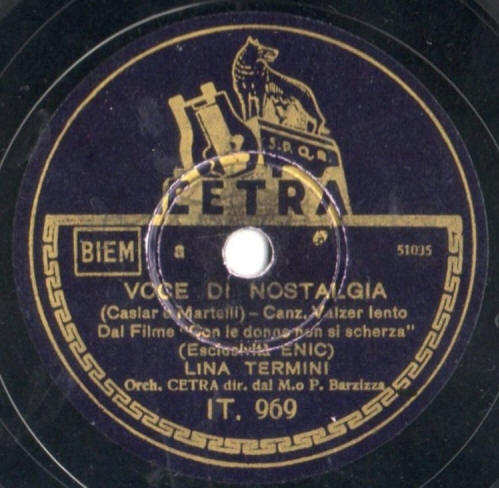 S.P.Q.R.
CETRA
BIEM
a
51035
VOCE DI NOSTALGIA
(Caslar e Martelli) - Canz. Valzer lento
Dal Filme "Con le donne non si scherza"
(Esclusività ENIC)
LINA TERMINI
Orch. CETRA dir. dal M.o P. Barzizza
IT. 969